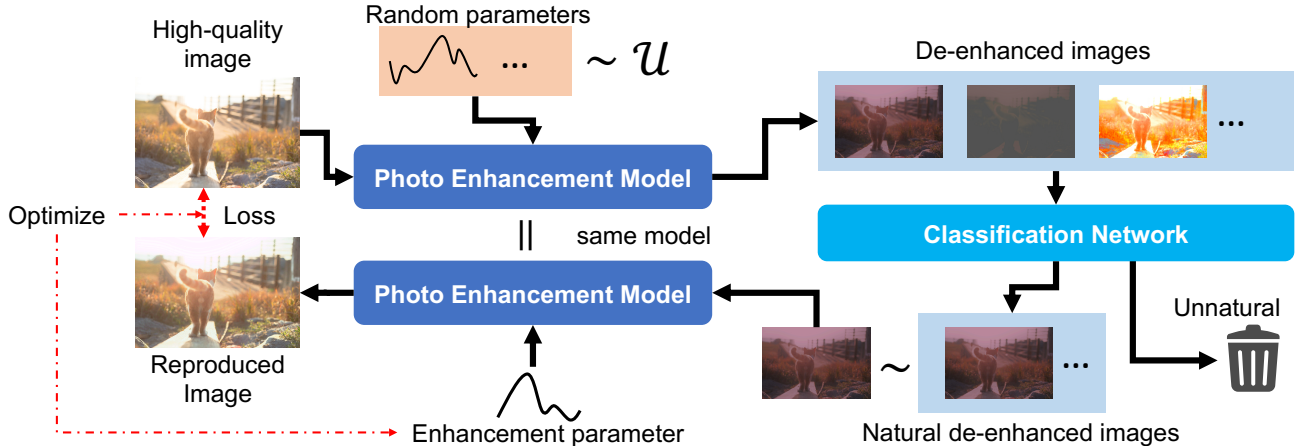 Random parameters
High-quality
image
... ∼ 𝒰
De-enhanced images
...
Photo Enhancement Model
Optimize
Loss
same model
Classification Network
Photo Enhancement Model
Unnatural
∼
...
Reproduced
Image
Enhancement parameter
Natural de-enhanced images